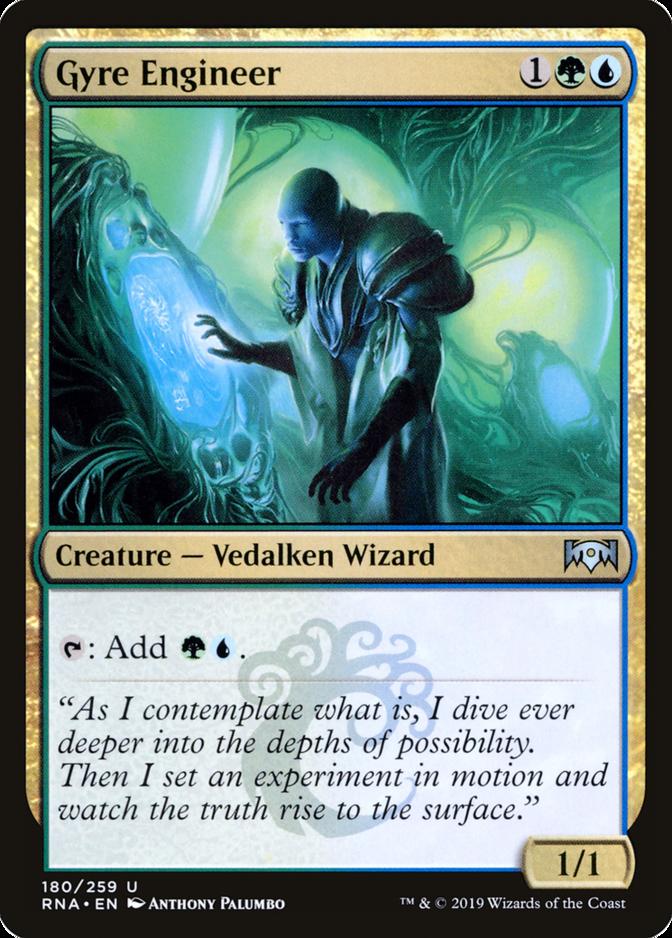 Gyre Engineer 1
Creature — Vedalken Wizard
: Add .
“As I contemplate what is, I dive ever
deeper into the depths of possibility.
Then I set an experiment in motion and
watch the truth rise to the surface.”
1/1
180/259 U
RNA • EN Anthony Palumbo
™ & © 2019 Wizards of the Coast